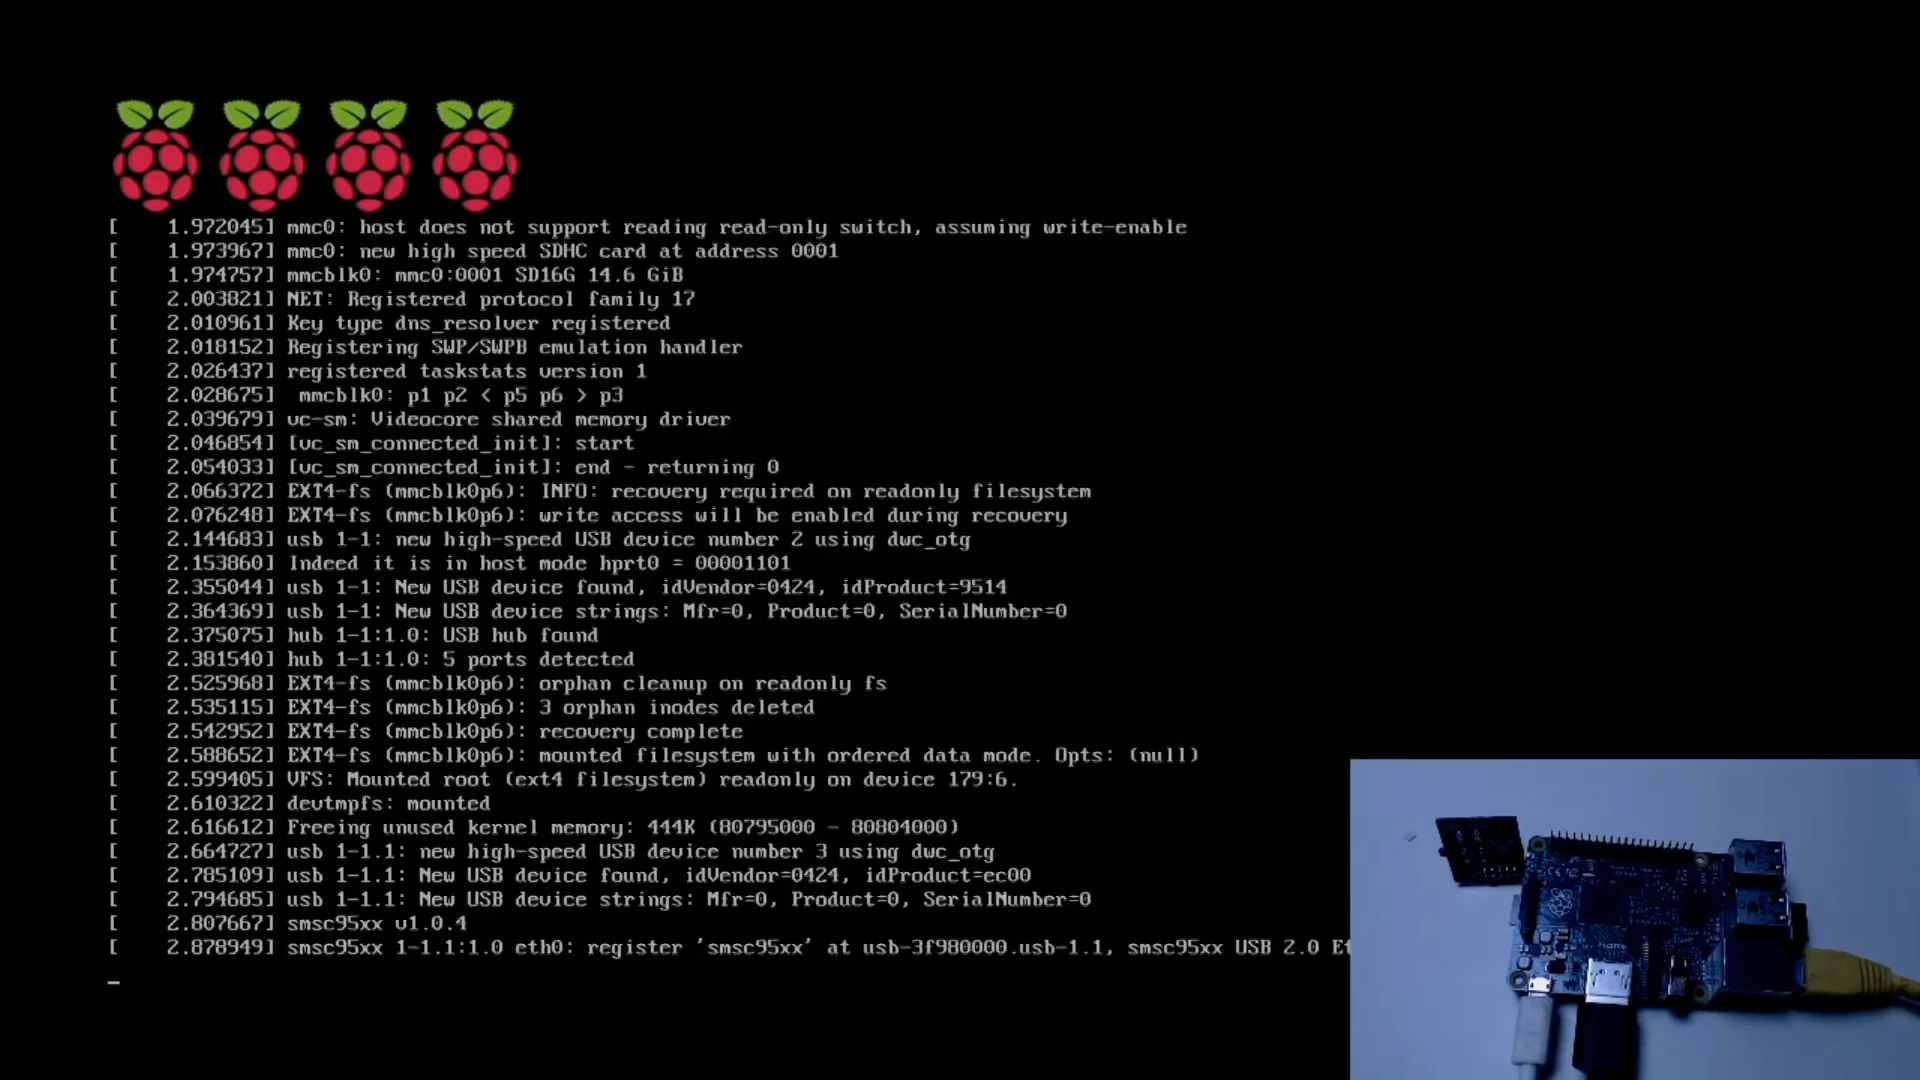 [ 1.972045] mmc0: host does not support reading read-only switch, assuming write-enable
[ 1.973967] mmc0: new high speed SDHC card at address 0001
[ 1.974757] mmcblk0: mmc0:0001 SD16G 14.6 GiB
[ 2.003821] NET: Registered protocol family 17
[ 2.010961] Key type dns_resolver registered
[ 2.018152] Registering SWP/SWPB emulation handler
[ 2.026437] registered taskstats version 1
[ 2.028675]  mmcblk0: p1 p2 < p5 p6 > p3
[ 2.039679] vc-sm: Videocore shared memory driver
[ 2.046854] [vc_sm_connected_init]: start
[ 2.054033] [vc_sm_connected_init]: end - returning 0
[ 2.066372] EXT4-fs (mmcblk0p6): INFO: recovery required on readonly filesystem
[ 2.076248] EXT4-fs (mmcblk0p6): write access will be enabled during recovery
[ 2.144683] usb 1-1: new high-speed USB device number 2 using dwc_otg
[ 2.153860] Indeed it is in host mode hprt0 = 00001101
[ 2.355044] usb 1-1: New USB device found, idVendor=0424, idProduct=9514
[ 2.364369] usb 1-1: New USB device strings: Mfr=0, Product=0, SerialNumber=0
[ 2.375075] hub 1-1:1.0: USB hub found
[ 2.381540] hub 1-1:1.0: 5 ports detected
[ 2.525968] EXT4-fs (mmcblk0p6): orphan cleanup on readonly fs
[ 2.535115] EXT4-fs (mmcblk0p6): 3 orphan inodes deleted
[ 2.542952] EXT4-fs (mmcblk0p6): recovery complete
[ 2.588652] EXT4-fs (mmcblk0p6): mounted filesystem with ordered data mode. Opts: (null)
[ 2.599405] VFS: Mounted root (ext4 filesystem) readonly on device 179:6.
[ 2.610322] devtmpfs: mounted
[ 2.616612] Freeing unused kernel memory: 444K (80795000 - 80804000)
[ 2.664727] usb 1-1.1: new high-speed USB device number 3 using dwc_otg
[ 2.785109] usb 1-1.1: New USB device found, idVendor=0424, idProduct=ec00
[ 2.794685] usb 1-1.1: New USB device strings: Mfr=0, Product=0, SerialNumber=0
[ 2.807667] smsc95xx v1.0.4
[ 2.878949] smsc95xx 1-1.1:1.0 eth0: register 'smsc95xx' at usb-3f980000.usb-1.1, smsc95xx USB 2.0 Et